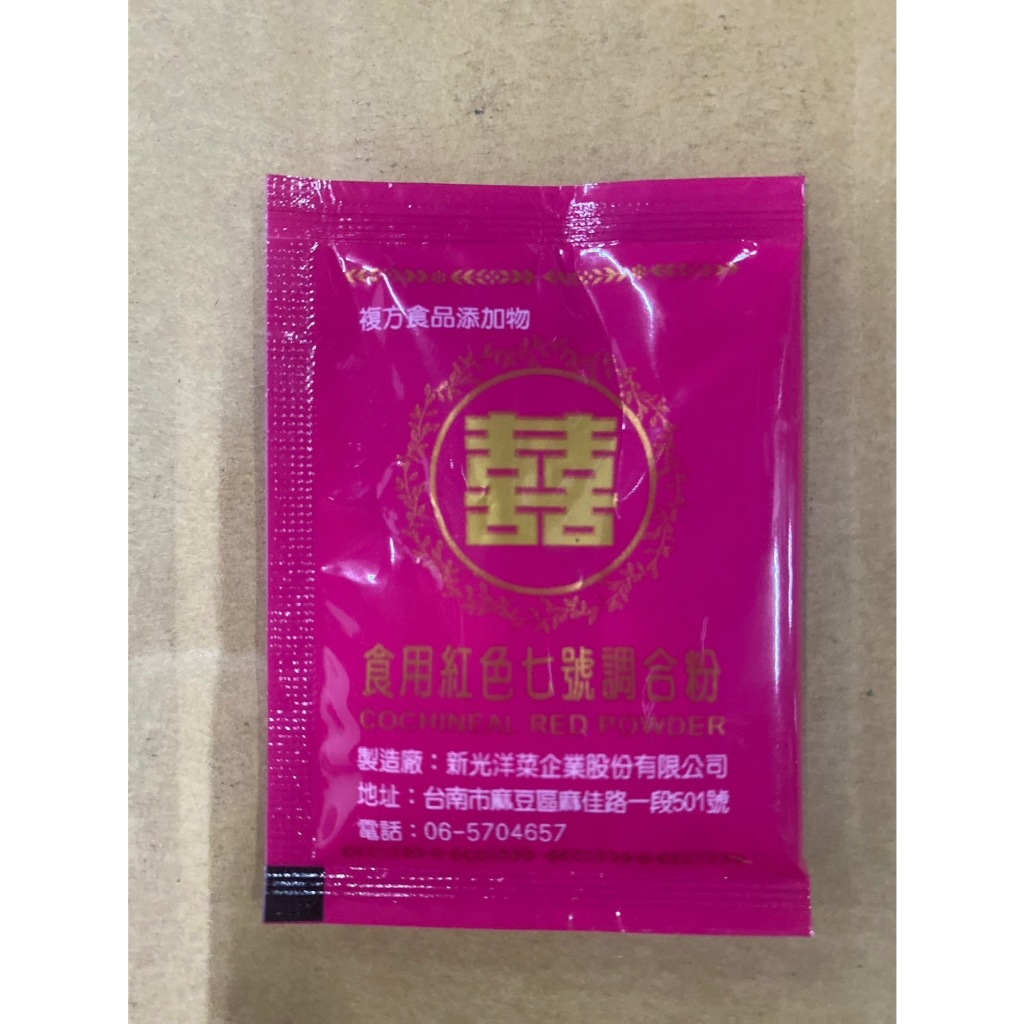 複方食品添加物
囍
食用紅色七號調合粉
COCHINEAL RED POWDER
製造廠：新光洋菜企業股份有限公司
地址：台南市麻豆區麻佳路一段501號
電話：06-5704657